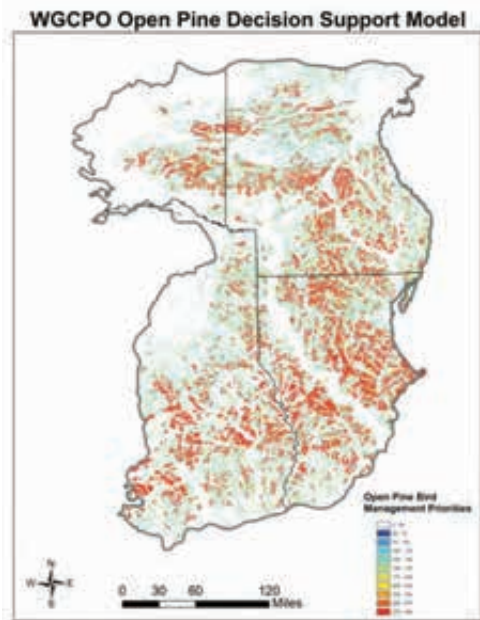 WGCPO Open Pine Decision Support Model
Open Pine Bird
Management Priorities
N
W E
S
0 30 60 120
Miles